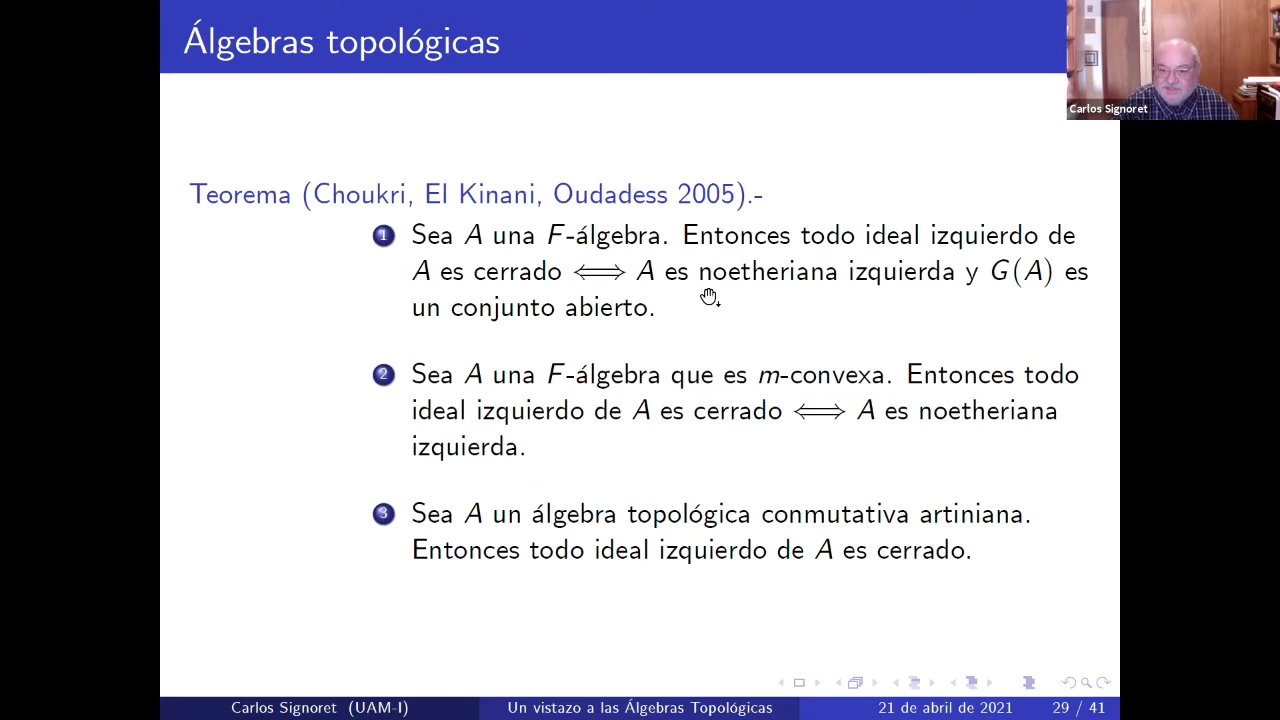 Álgebras topológicas
Carlos Signoret
Teorema (Choukri, El Kinani, Oudadess 2005).-
1 Sea A una F-álgebra. Entonces todo ideal izquierdo de
A es cerrado ⟺ A es noetheriana izquierda y G(A) es
un conjunto abierto.
2 Sea A una F-álgebra que es m-convexa. Entonces todo
ideal izquierdo de A es cerrado ⟺ A es noetheriana
izquierda.
3 Sea A un álgebra topológica conmutativa artiniana.
Entonces todo ideal izquierdo de A es cerrado.
Carlos Signoret (UAM-I) Un vistazo a las Álgebras Topológicas 21 de abril de 2021 29 / 41